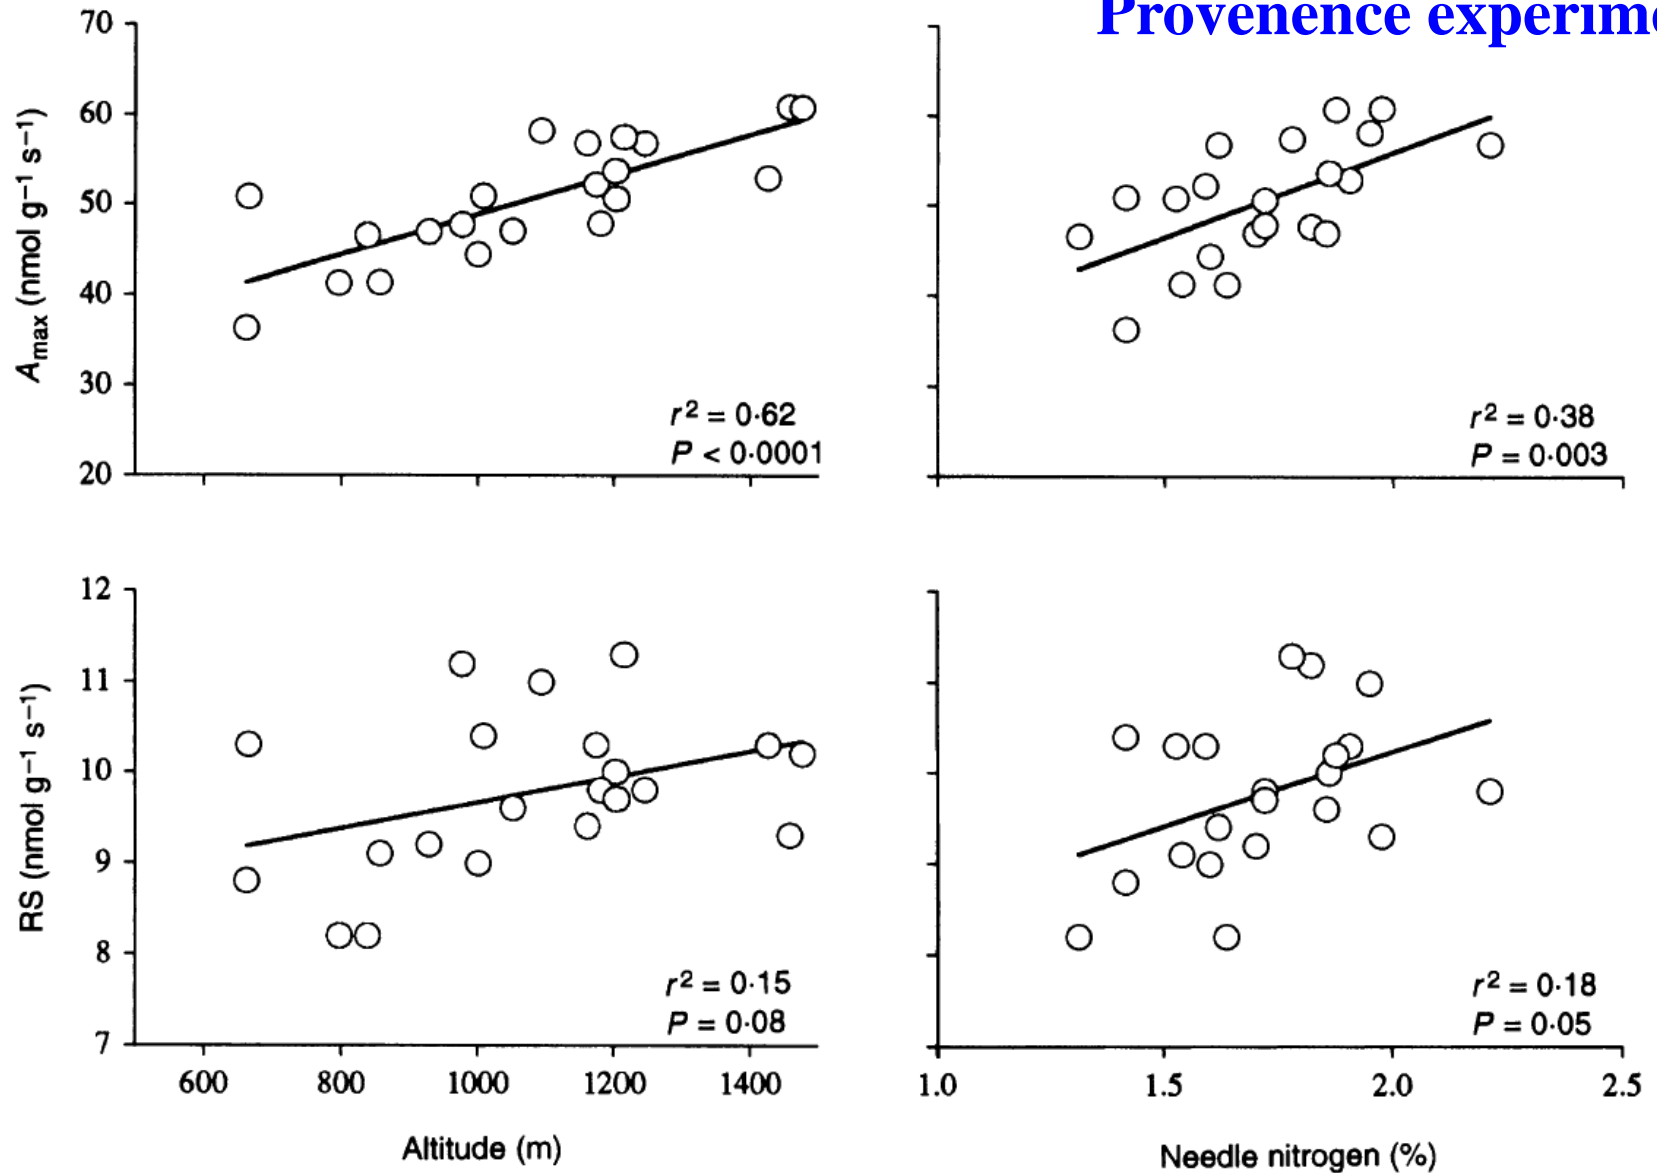 Provenence experim
70
60
50
40
30
20
A max (nmol g−1 s−1)
r2 = 0·62
P < 0·0001
r2 = 0·38
P = 0·003
12
11
10
9
8
7
RS (nmol g−1 s−1)
r2 = 0·15
P = 0·08
r2 = 0·18
P = 0·05
600 800 1000 1200 1400
1.0 1.5 2.0 2.5
Altitude (m)
Needle nitrogen (%)